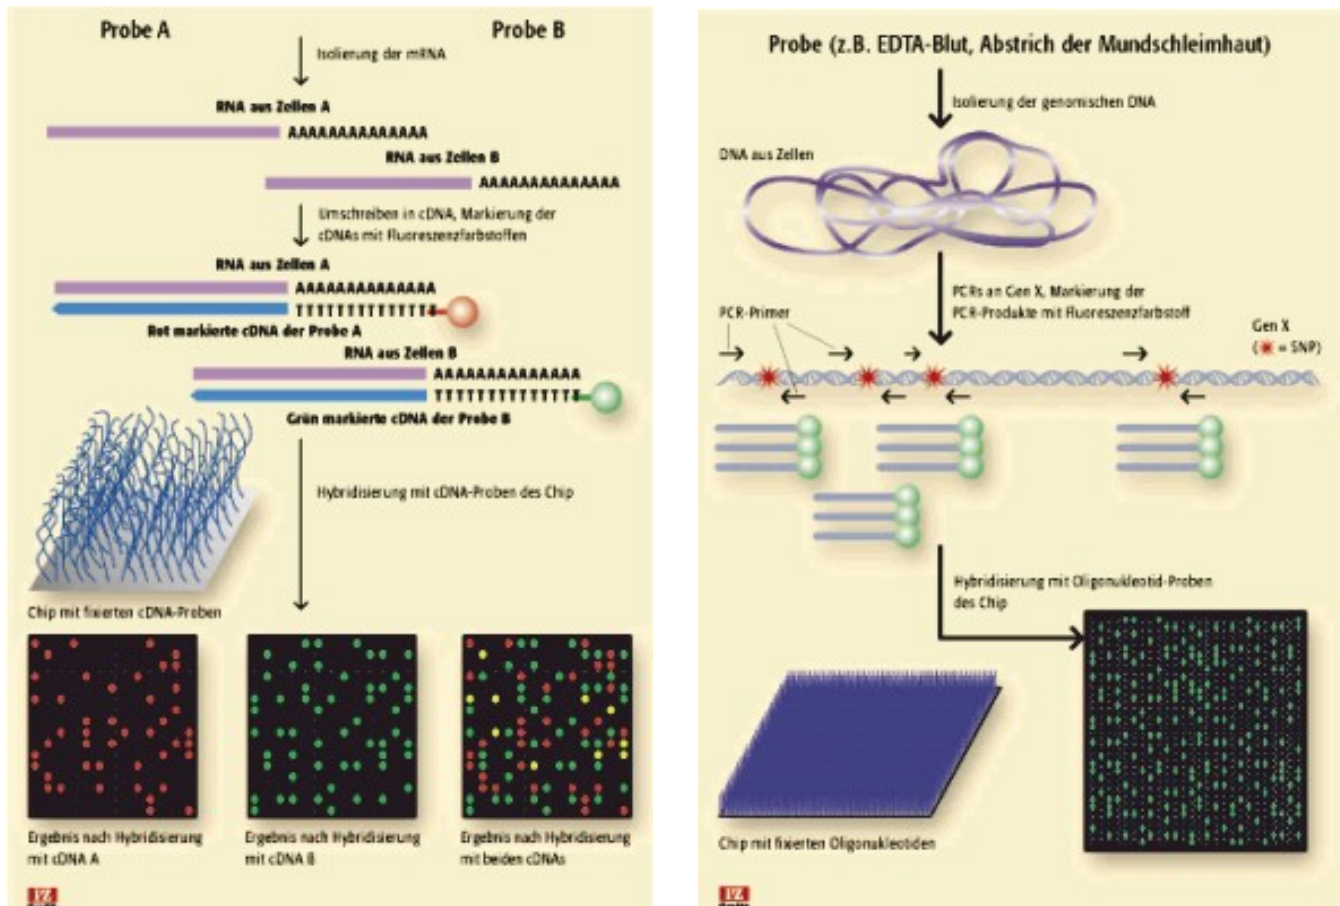 Probe A
Probe B
Isolierung der mRNA
RNA aus Zellen A
AAAAAAAAAAAAAA
RNA aus Zellen B
AAAAAAAAAAAAAA
Umschreiben in cDNA, Markierung der
cDNAs mit Fluoreszenzfarbstoffen
RNA aus Zellen A
AAAAAAAAAAAAAA
TTTTTTTTTTTTTT
Rot markierte cDNA der Probe A
RNA aus Zellen B
AAAAAAAAAAAAAA
TTTTTTTTTTTTTT
Grün markierte cDNA der Probe B
Hybridisierung mit cDNA-Proben des Chip
Chip mit fixierten cDNA-Proben
Ergebnis nach Hybridisierung
mit cDNA A
Ergebnis nach Hybridisierung
mit cDNA B
Ergebnis nach Hybridisierung
mit beiden cDNAs
PZ
Probe (z.B. EDTA-Blut, Abstrich der Mundschleimhaut)
Isolierung der genomischen DNA
DNA aus Zellen
PCRs an Gen X, Markierung der
PCR-Produkte mit Fluoreszenzfarbstoff
PCR-Primer
Gen X
(= SNP)
Hybridisierung mit Oligonukleotid-Proben
des Chip
Chip mit fixierten Oligonukleotiden
PZ